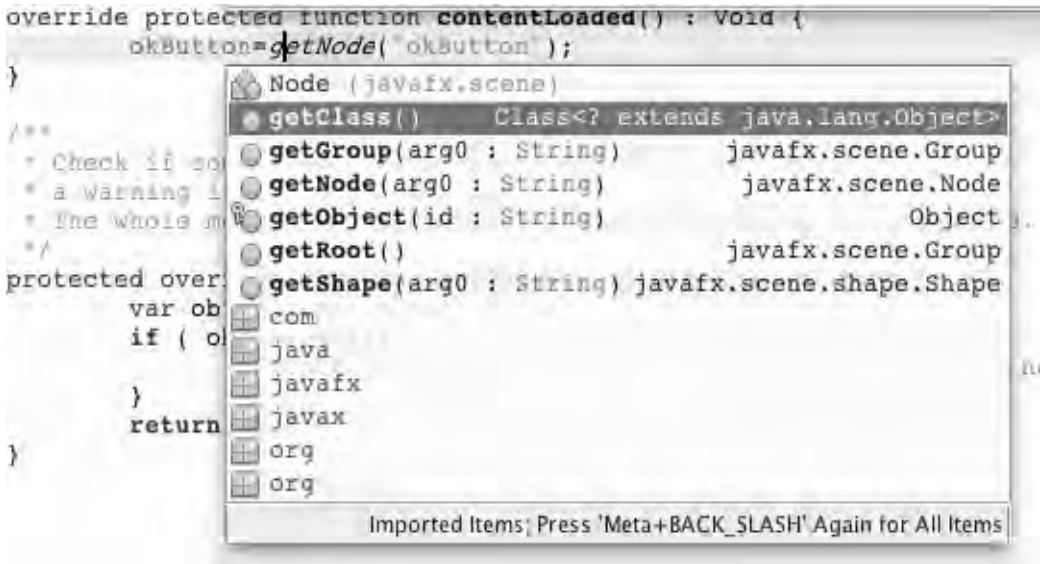 override protected function contentLoaded() : Void {
okButton=getNode("okButton");
}
Node (javafx.scene)
getClass() Class<? extends java.lang.Object>
/**
* Check if
getGroup(arg0 : String) javafx.scene.Group
* a warning
getNode(arg0 : String) javafx.scene.Node
* The whole
getObject(id : String) Object
*/
getRoot() javafx.scene.Group
protected over
getShape(arg0 : String) javafx.scene.shape.Shape
var ob
com
if ( o
java
javafx
}
javax
return
org
}
org
Imported Items; Press 'Meta+BACK_SLASH' Again for All Items